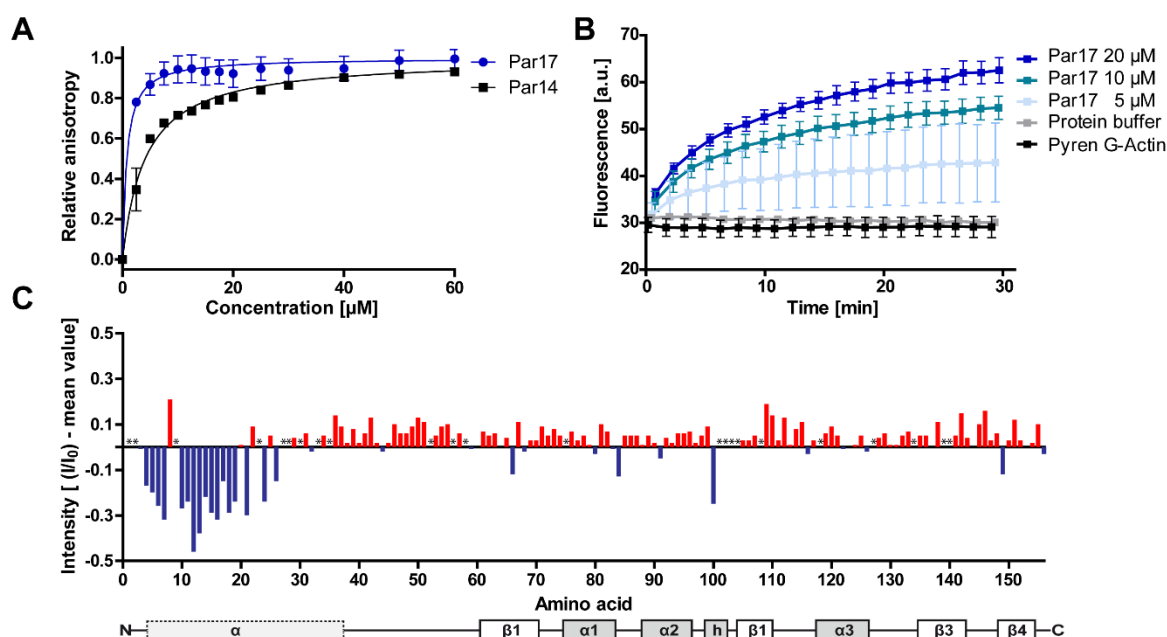 A
Relative anisotropy
1.0
0.8
0.6
0.4
0.2
0.0
0 20 40 60
Concentration [µM]
Par17
Par14
B
Fluorescence [a.u.]
70
60
50
40
30
20
0 10 20 30
Time [min]
Par17 20 µM
Par17 10 µM
Par17 5 µM
Protein buffer
Pyren G-Actin
C
Intensity [ (I/I0) - mean value]
0.5
0.3
0.1
-0.1
-0.3
-0.5
** * * ** * * * * * * * **** * * * * **
0 10 20 30 40 50 60 70 80 90 100 110 120 130 140 150
Amino acid
N α β1 α1 α2 h β1 α3 β3 β4 C